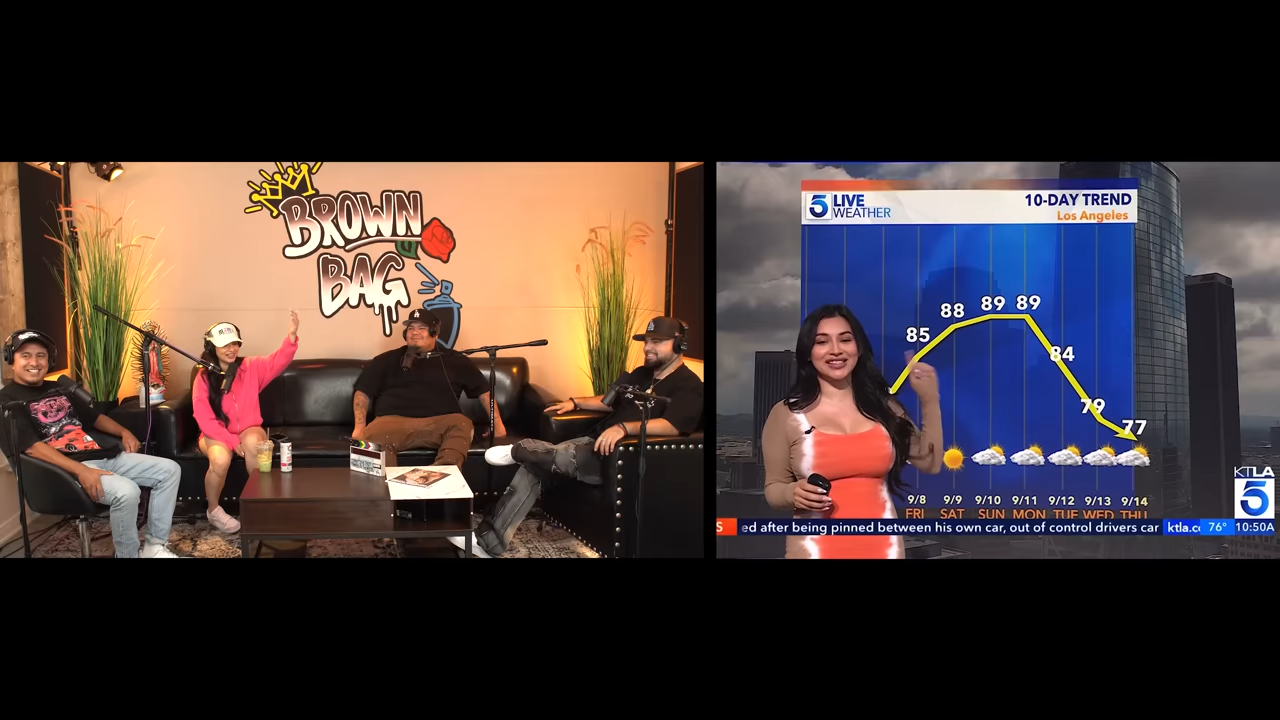 BROWN
BAG
LA
5 LIVE
WEATHER
10-DAY TREND
Los Angeles
85
88
89
89
84
79
77
9/8
9/9
9/10
9/11
9/12
9/13
9/14
FRI
SAT
SUN
MON
TUE
WED
THU
S
ed after being pinned between his own car, out of control drivers car
ktla.c
76°
KTLA
5
10:50A